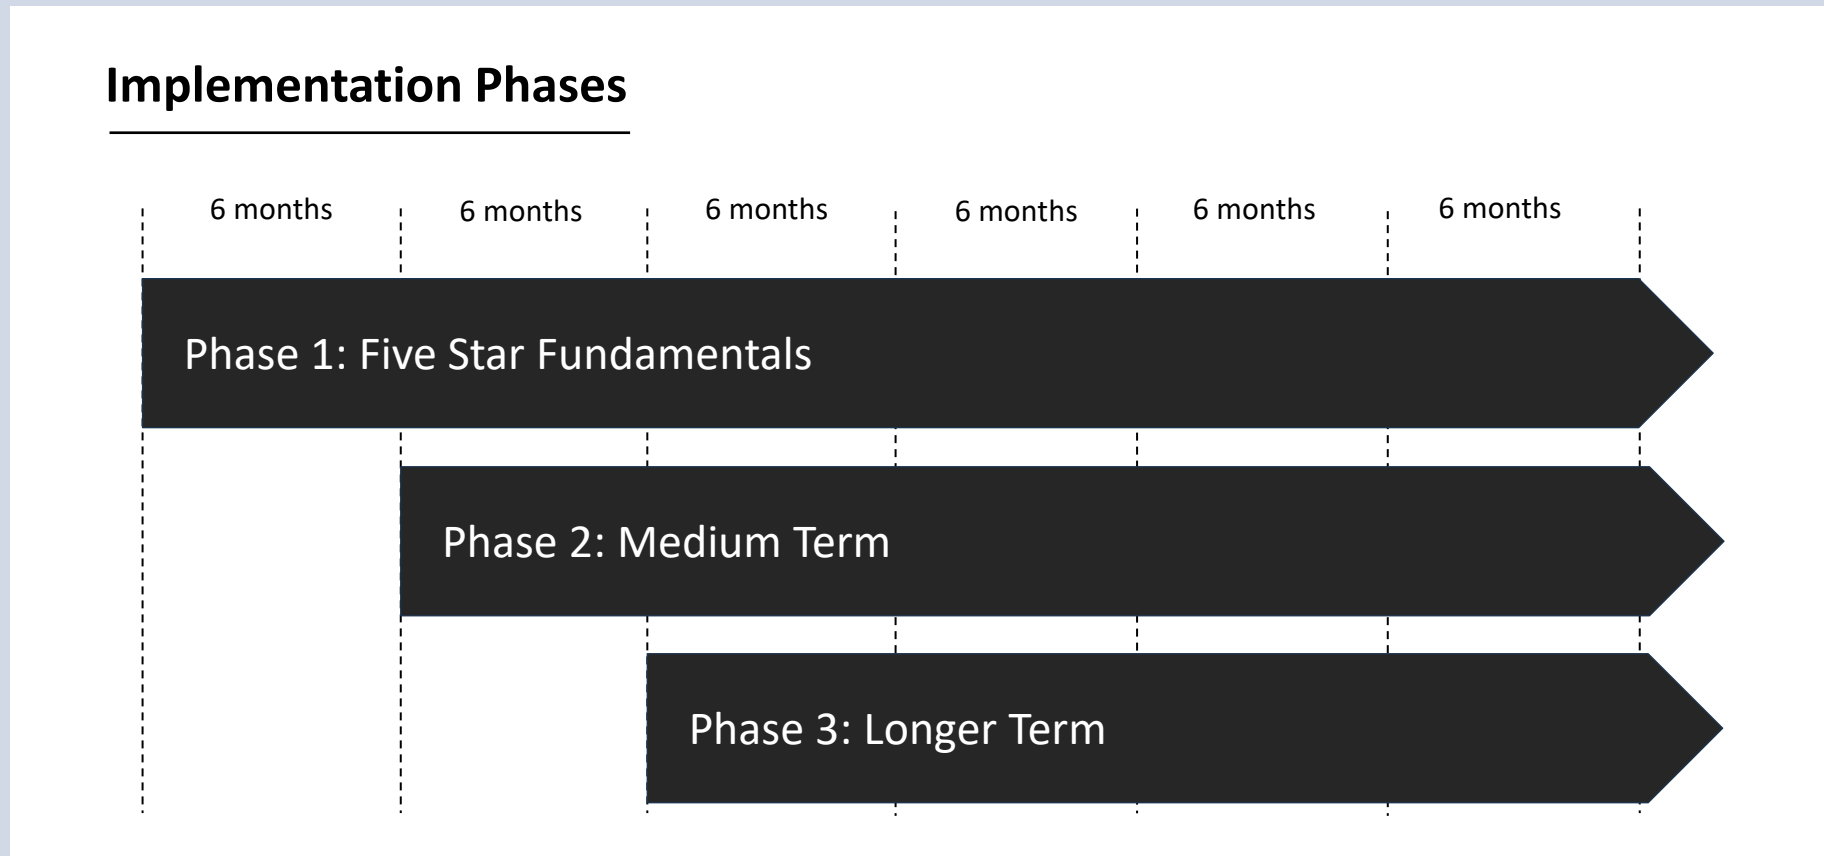 Implementation Phases
6 months
6 months
6 months
6 months
6 months
6 months
Phase 1: Five Star Fundamentals
Phase 2: Medium Term
Phase 3: Longer Term